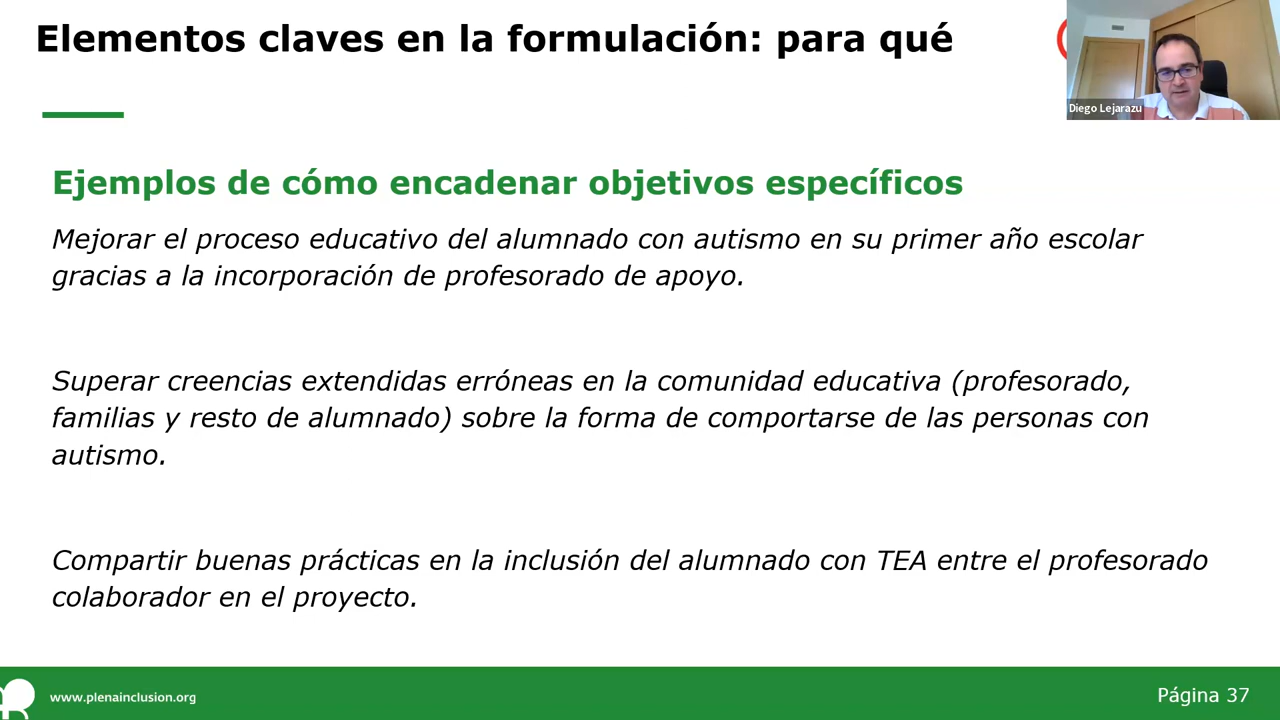 Elementos claves en la formulación: para qué
Diego Lejarazu
Ejemplos de cómo encadenar objetivos específicos
Mejorar el proceso educativo del alumnado con autismo en su primer año escolar
gracias a la incorporación de profesorado de apoyo.
Superar creencias extendidas erróneas en la comunidad educativa (profesorado,
familias y resto de alumnado) sobre la forma de comportarse de las personas con
autismo.
Compartir buenas prácticas en la inclusión del alumnado con TEA entre el profesorado
colaborador en el proyecto.
www.plenainclusion.org
Página 37